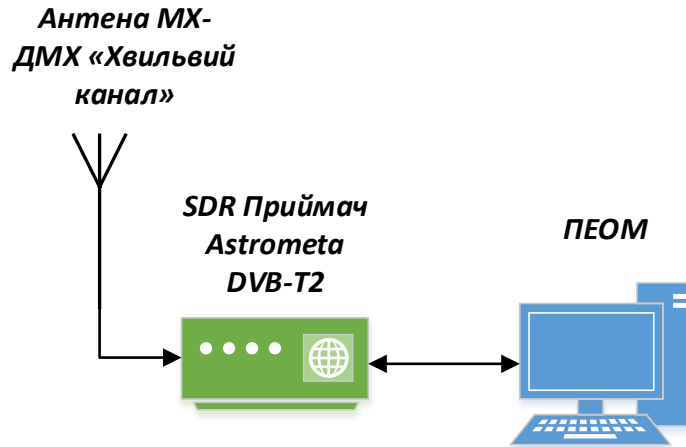 Антена МХ-
ДМХ «Хвильвий
канал»
SDR Приймач
Astrometa
DVB-T2
ПЕОМ